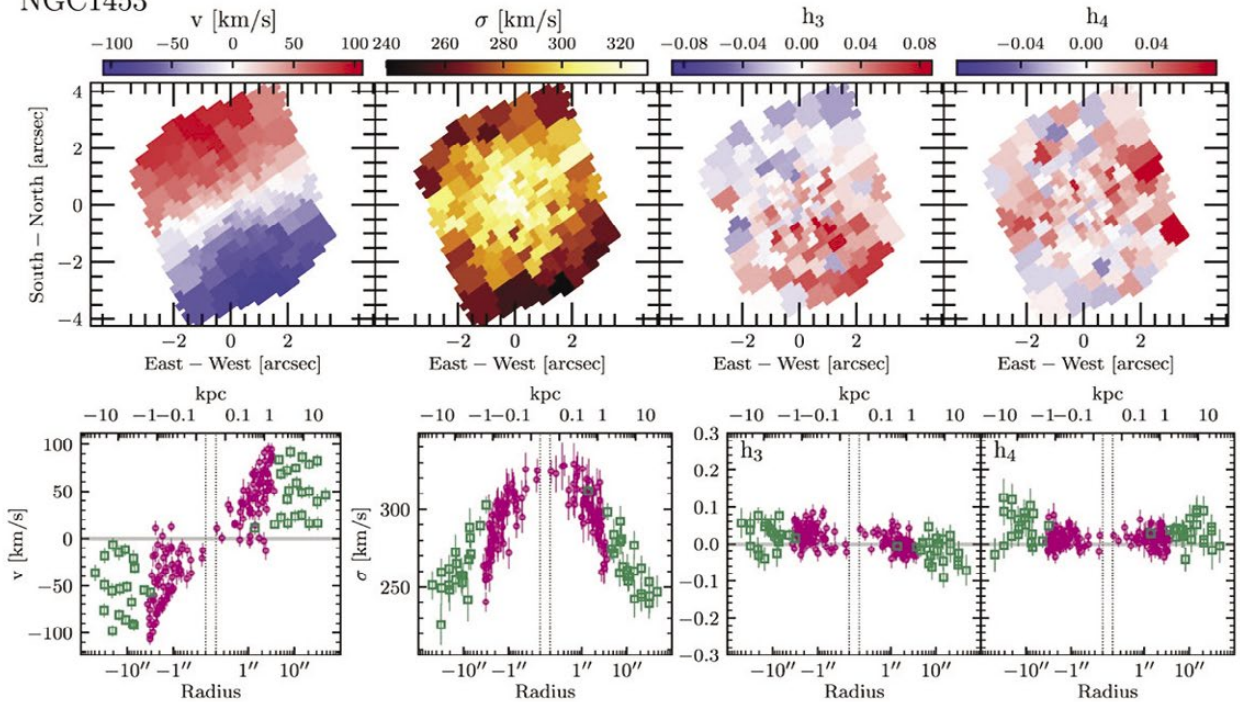 NGC1453
v [km/s]
σ [km/s]
h3
h4
−100 −50 0 50 100
240 260 280 300 320
−0.08 −0.04 0.00 0.04 0.08
−0.04 0.00 0.04
South − North [arcsec]
4
2
0
−2
−4
−2 0 2
−2 0 2
−2 0 2
−2 0 2
East − West [arcsec]
East − West [arcsec]
East − West [arcsec]
East − West [arcsec]
kpc
kpc
kpc
kpc
−10 −1 −0.1 0.1 1 10
−10 −1 −0.1 0.1 1 10
−10 −1 −0.1 0.1 1 10
−10 −1 −0.1 0.1 1 10
v [km/s]
100
50
0
−50
−100
σ [km/s]
300
250
0.3
0.2
0.1
0.0
−0.1
−0.2
−0.3
h3
h4
−10″ −1″ 1″ 10″
−10″ −1″ 1″ 10″
−10″ −1″ 1″ 10″
−10″ −1″ 1″ 10″
Radius
Radius
Radius
Radius